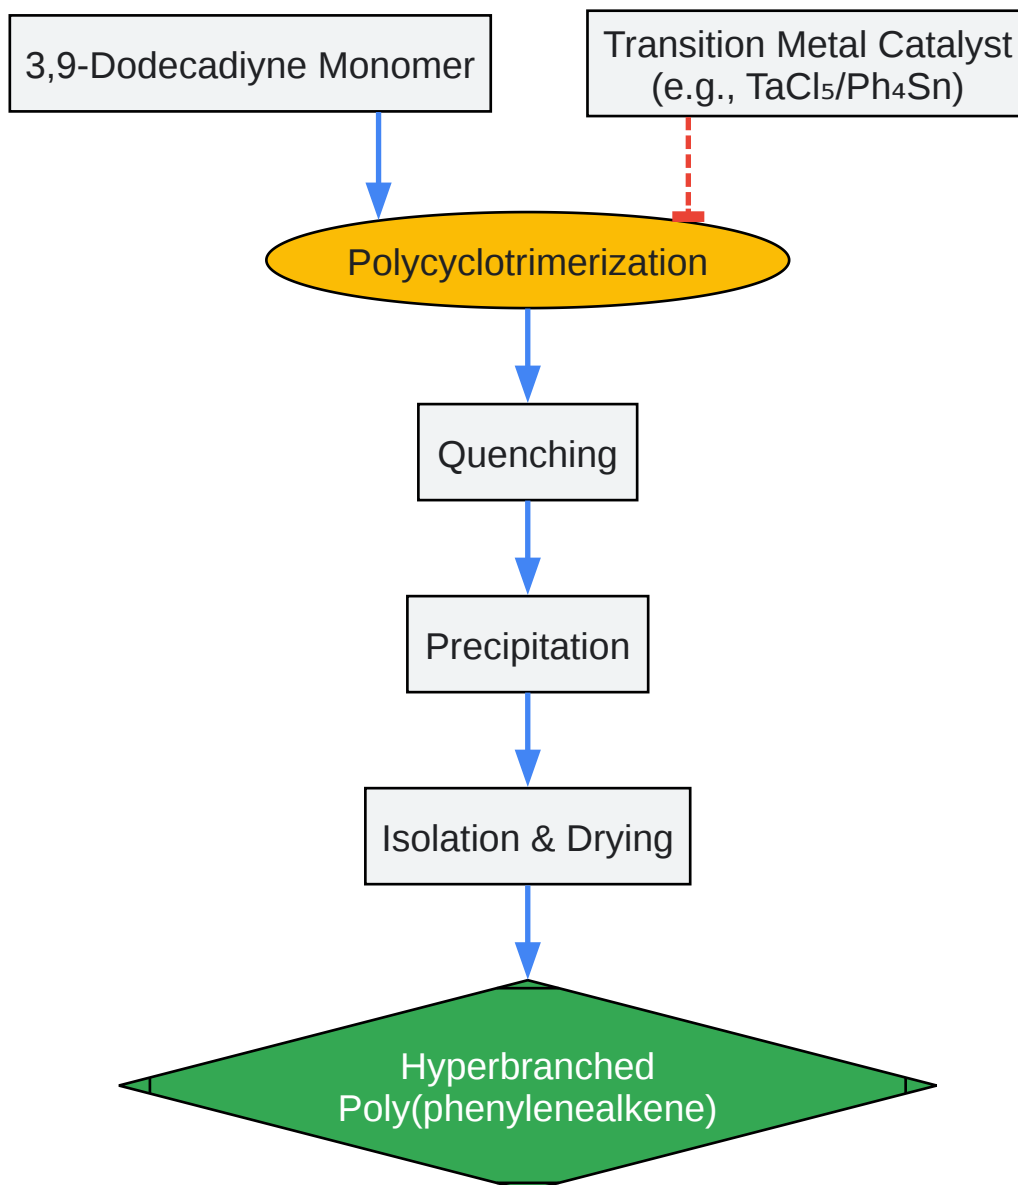 3,9-Dodecadiyne Monomer
Transition Metal Catalyst
(e.g., TaCl₅/Ph₄Sn)
Polycyclotrimerization
Quenching
Precipitation
Isolation & Drying
Hyperbranched
Poly(phenylenealkene)